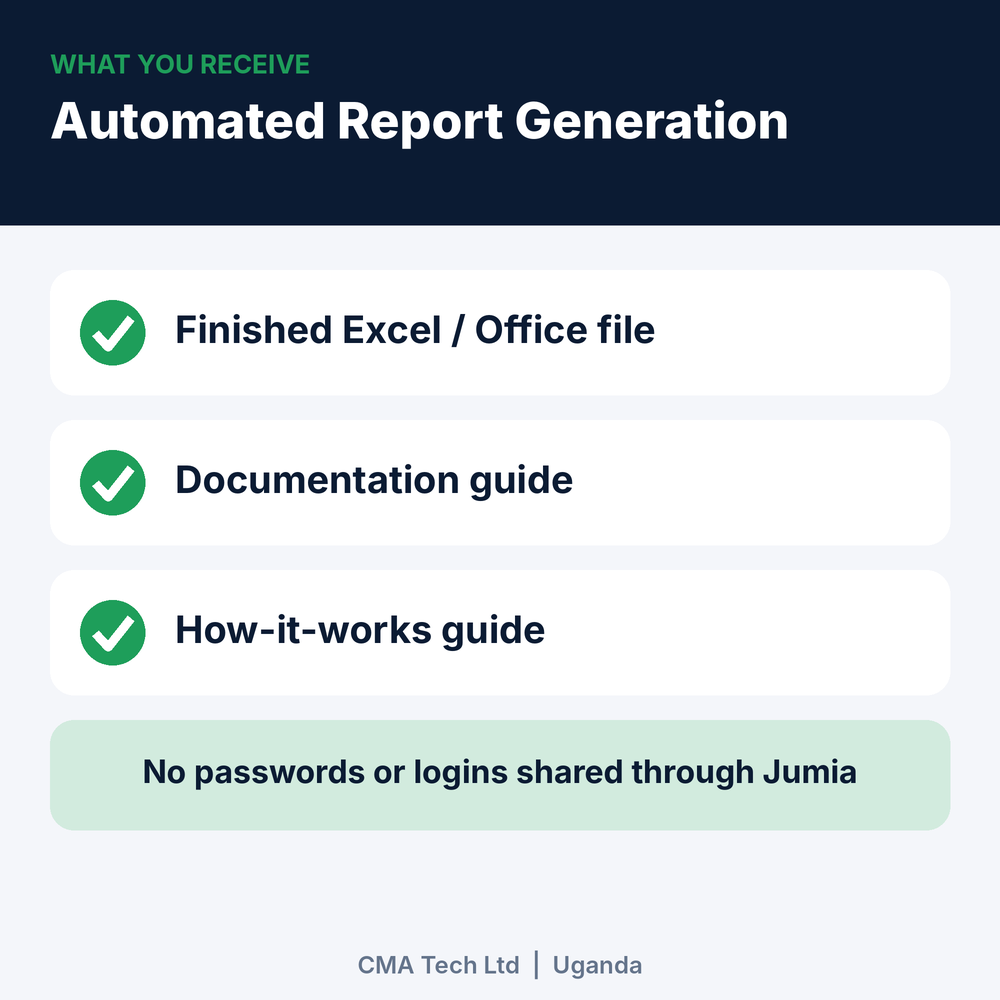 WHAT YOU RECEIVE
Automated Report Generation
Finished Excel / Office file
Documentation guide
How-it-works guide
No passwords or logins shared through Jumia
CMA Tech Ltd | Uganda